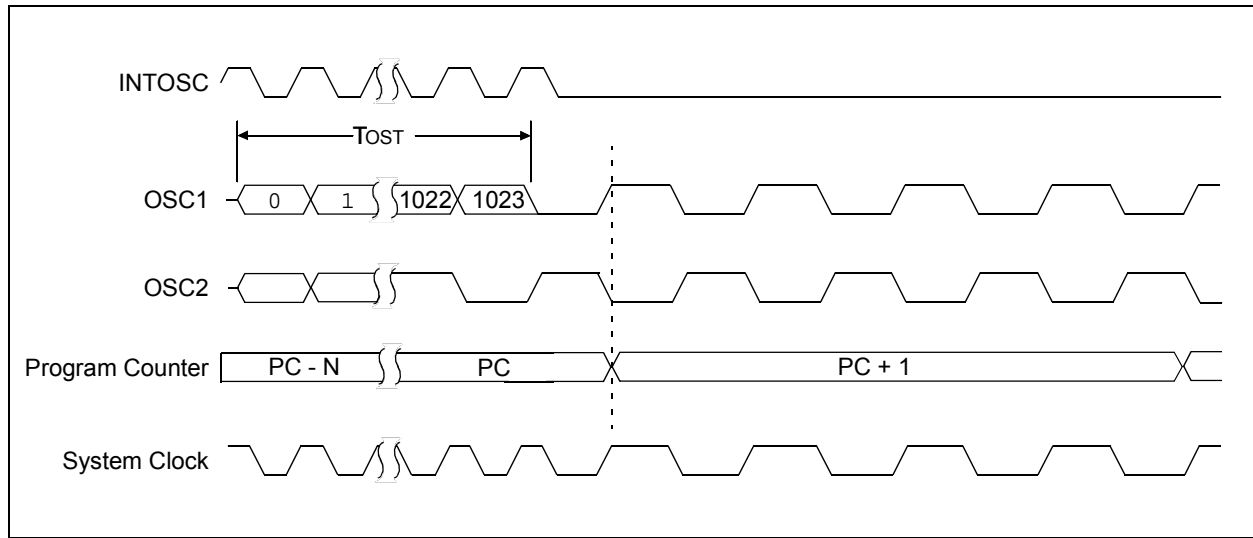 INTOSC
TOST
OSC1 0 1 1022 1023
OSC2
Program Counter PC - N PC PC + 1
System Clock